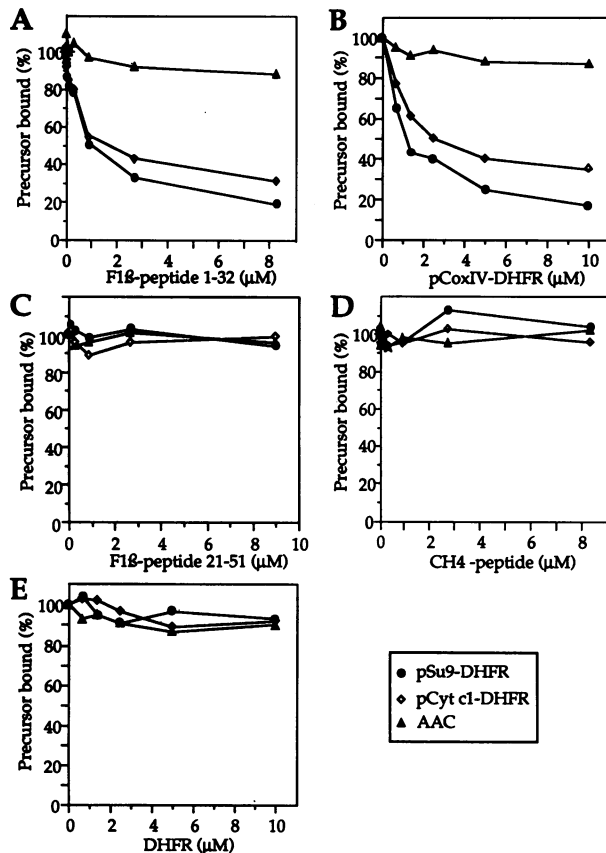 A
Precursor bound (%)
100
80
60
40
20
0
0 2 4 6 8
F1ß-peptide 1-32 (µM)
B
Precursor bound (%)
100
80
60
40
20
0
0 2 4 6 8 10
pCoxIV-DHFR (µM)
C
Precursor bound (%)
100
80
60
40
20
0
0 2 4 6 8 10
F1ß-peptide 21-51 (µM)
D
Precursor bound (%)
100
80
60
40
20
0
0 2 4 6 8
CH4 -peptide (µM)
E
Precursor bound (%)
100
80
60
40
20
0
0 2 4 6 8 10
DHFR (µM)
pSu9-DHFR
pCyt c1-DHFR
AAC